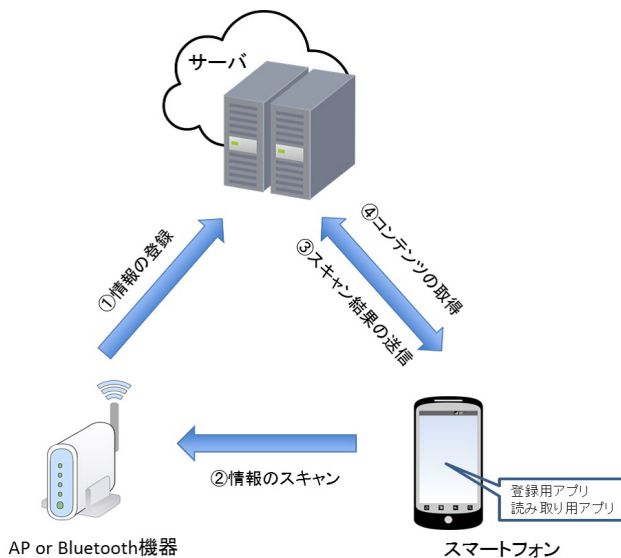 サーバ
①情報の登録
④コンテンツの取得
③スキャン結果の送信
②情報のスキャン
登録用アプリ
読み取り用アプリ
AP or Bluetooth機器
スマートフォン